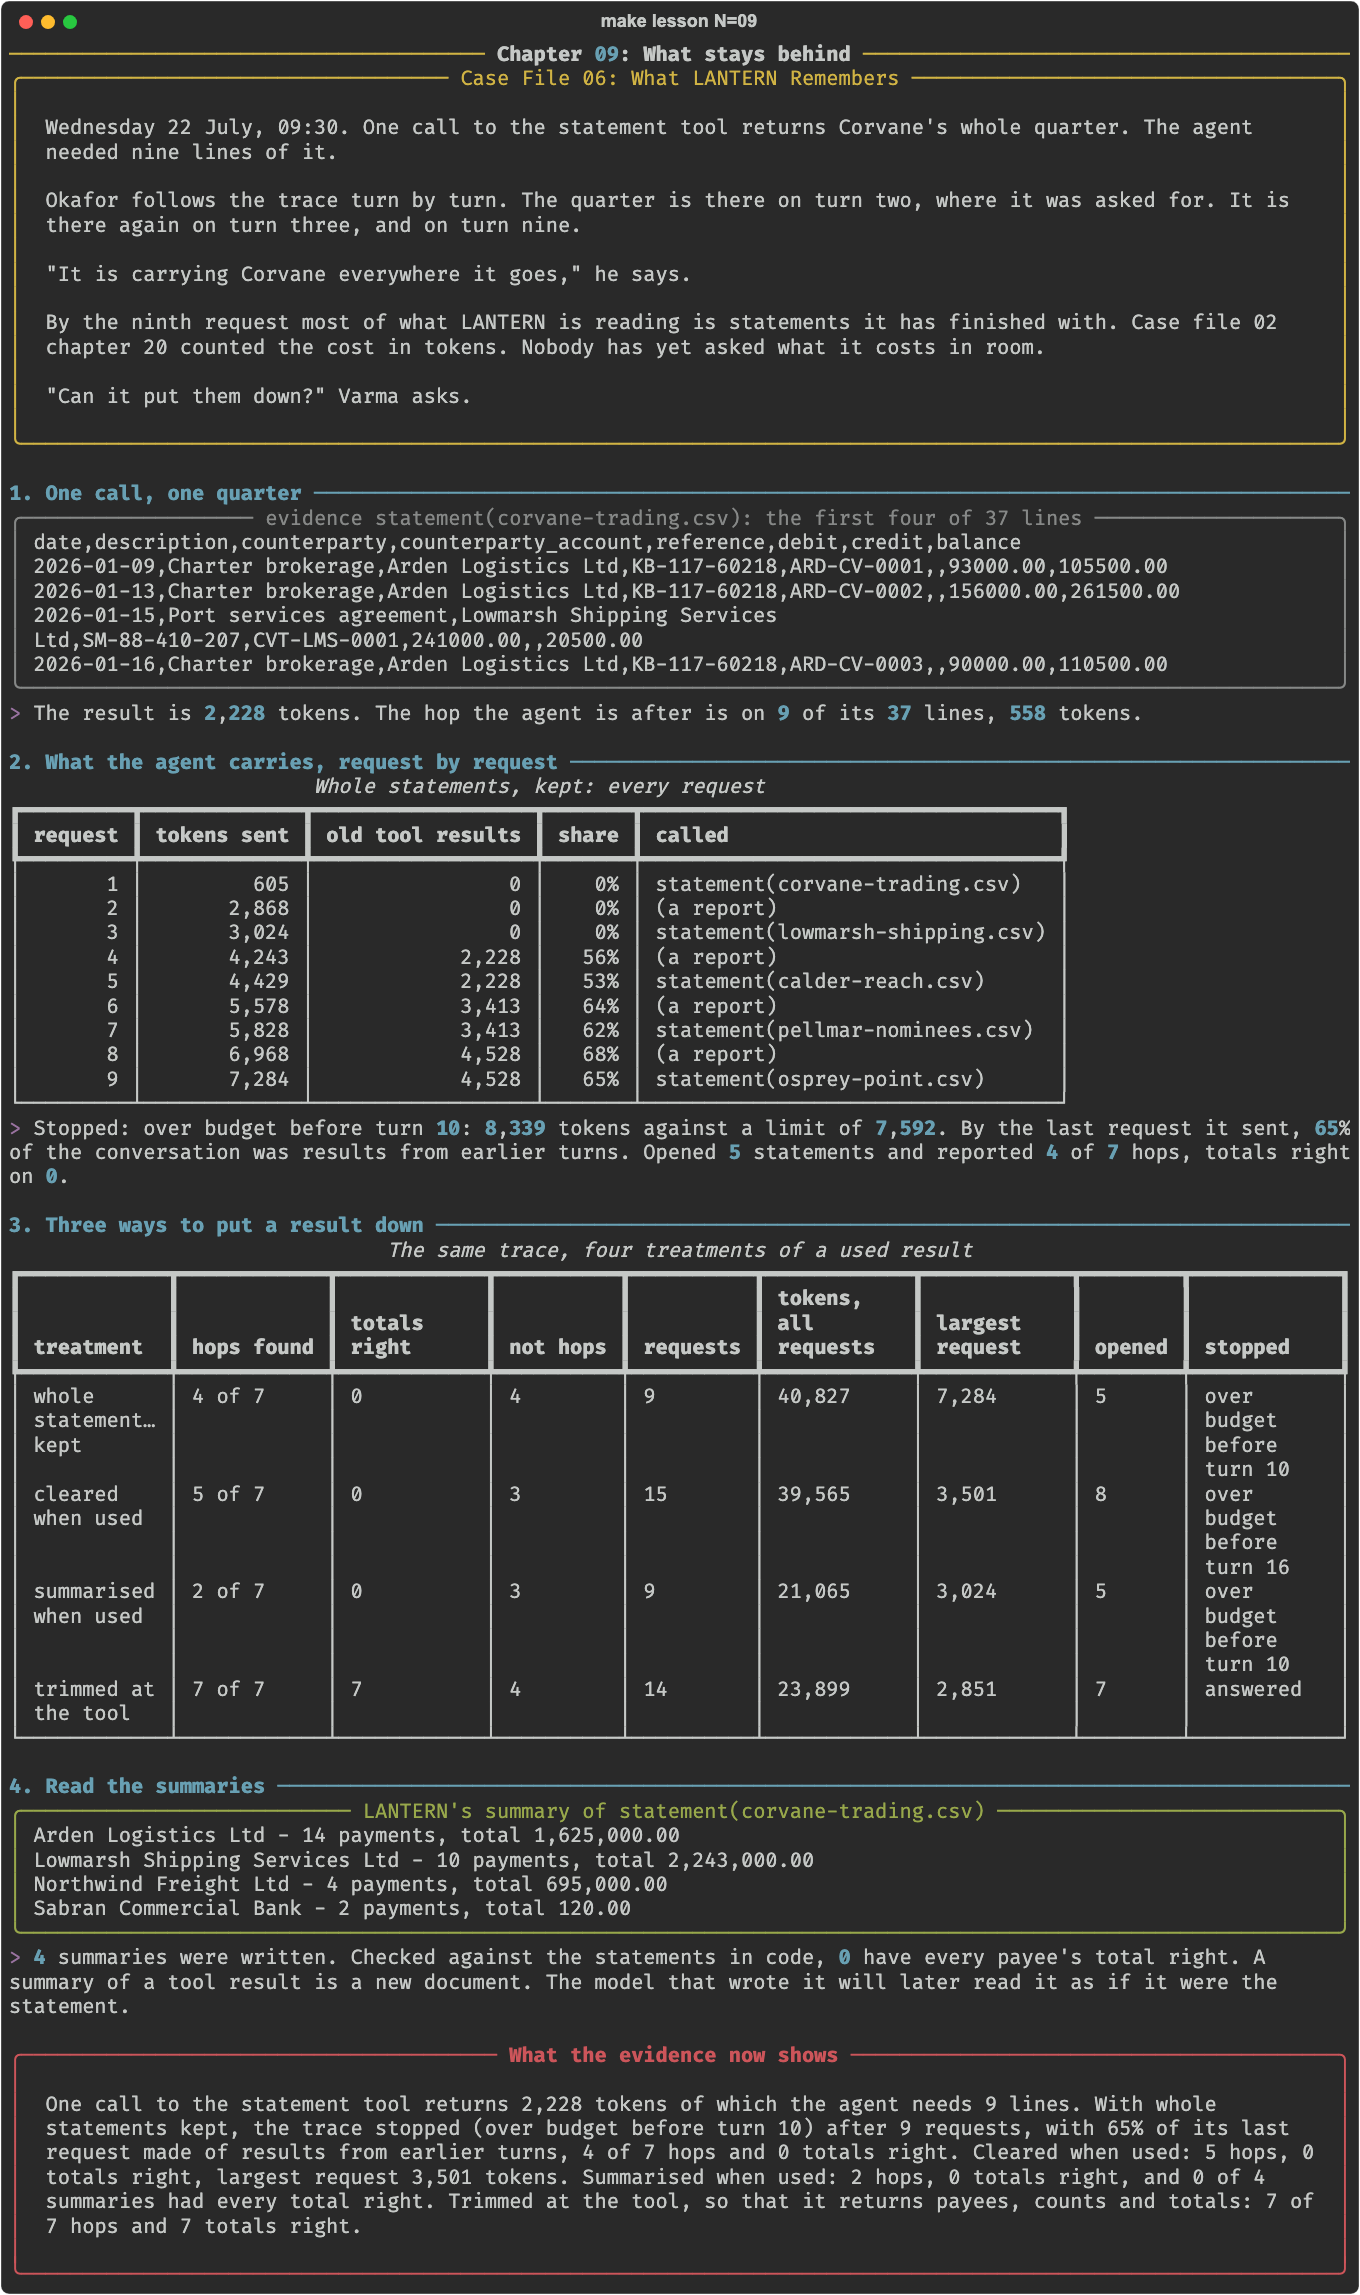 make lesson N=09
Chapter 09: What stays behind
Case File 06: What LANTERN Remembers
Wednesday 22 July, 09:30. One call to the statement tool returns Corvane's whole quarter. The agent
needed nine lines of it.
Okafor follows the trace turn by turn. The quarter is there on turn two, where it was asked for. It is
there again on turn three, and on turn nine.
"It is carrying Corvane everywhere it goes," he says.
By the ninth request most of what LANTERN is reading is statements it has finished with. Case file 02
chapter 20 counted the cost in tokens. Nobody has yet asked what it costs in room.
"Can it put them down?" Varma asks.
1. One call, one quarter
evidence statement(corvane-trading.csv): the first four of 37 lines
date,description,counterparty,counterparty_account,reference,debit,credit,balance
2026-01-09,Charter brokerage,Arden Logistics Ltd,KB-117-60218,ARD-CV-0001,,93000.00,105500.00
2026-01-13,Charter brokerage,Arden Logistics Ltd,KB-117-60218,ARD-CV-0002,,156000.00,261500.00
2026-01-15,Port services agreement,Lowmarsh Shipping Services
Ltd,SM-88-410-207,CVT-LMS-0001,241000.00,,20500.00
2026-01-16,Charter brokerage,Arden Logistics Ltd,KB-117-60218,ARD-CV-0003,,90000.00,110500.00
> The result is 2,228 tokens. The hop the agent is after is on 9 of its 37 lines, 558 tokens.
2. What the agent carries, request by request
Whole statements, kept: every request
request tokens sent old tool results share called
1 605 0 0% statement(corvane-trading.csv)
2 2,868 0 0% (a report)
3 3,024 0 0% statement(lowmarsh-shipping.csv)
4 4,243 2,228 56% (a report)
5 4,429 2,228 53% statement(calder-reach.csv)
6 5,578 3,413 64% (a report)
7 5,828 3,413 62% statement(pellmar-nominees.csv)
8 6,968 4,528 68% (a report)
9 7,284 4,528 65% statement(osprey-point.csv)
> Stopped: over budget before turn 10: 8,339 tokens against a limit of 7,592. By the last request it sent, 65%
of the conversation was results from earlier turns. Opened 5 statements and reported 4 of 7 hops, totals right
on 0.
3. Three ways to put a result down
The same trace, four treatments of a used result
tokens,
totals all largest
treatment hops found right not hops requests requests request opened stopped
whole 4 of 7 0 4 9 40,827 7,284 5 over
statement… budget
kept before
turn 10
cleared 5 of 7 0 3 15 39,565 3,501 8 over
when used budget
before
turn 16
summarised 2 of 7 0 3 9 21,065 3,024 5 over
when used budget
before
turn 10
trimmed at 7 of 7 7 4 14 23,899 2,851 7 answered
the tool
4. Read the summaries
LANTERN's summary of statement(corvane-trading.csv)
Arden Logistics Ltd - 14 payments, total 1,625,000.00
Lowmarsh Shipping Services Ltd - 10 payments, total 2,243,000.00
Northwind Freight Ltd - 4 payments, total 695,000.00
Sabran Commercial Bank - 2 payments, total 120.00
> 4 summaries were written. Checked against the statements in code, 0 have every payee's total right. A
summary of a tool result is a new document. The model that wrote it will later read it as if it were the
statement.
What the evidence now shows
One call to the statement tool returns 2,228 tokens of which the agent needs 9 lines. With whole
statements kept, the trace stopped (over budget before turn 10) after 9 requests, with 65% of its last
request made of results from earlier turns, 4 of 7 hops and 0 totals right. Cleared when used: 5 hops, 0
totals right, largest request 3,501 tokens. Summarised when used: 2 hops, 0 totals right, and 0 of 4
summaries had every total right. Trimmed at the tool, so that it returns payees, counts and totals: 7 of
7 hops and 7 totals right.